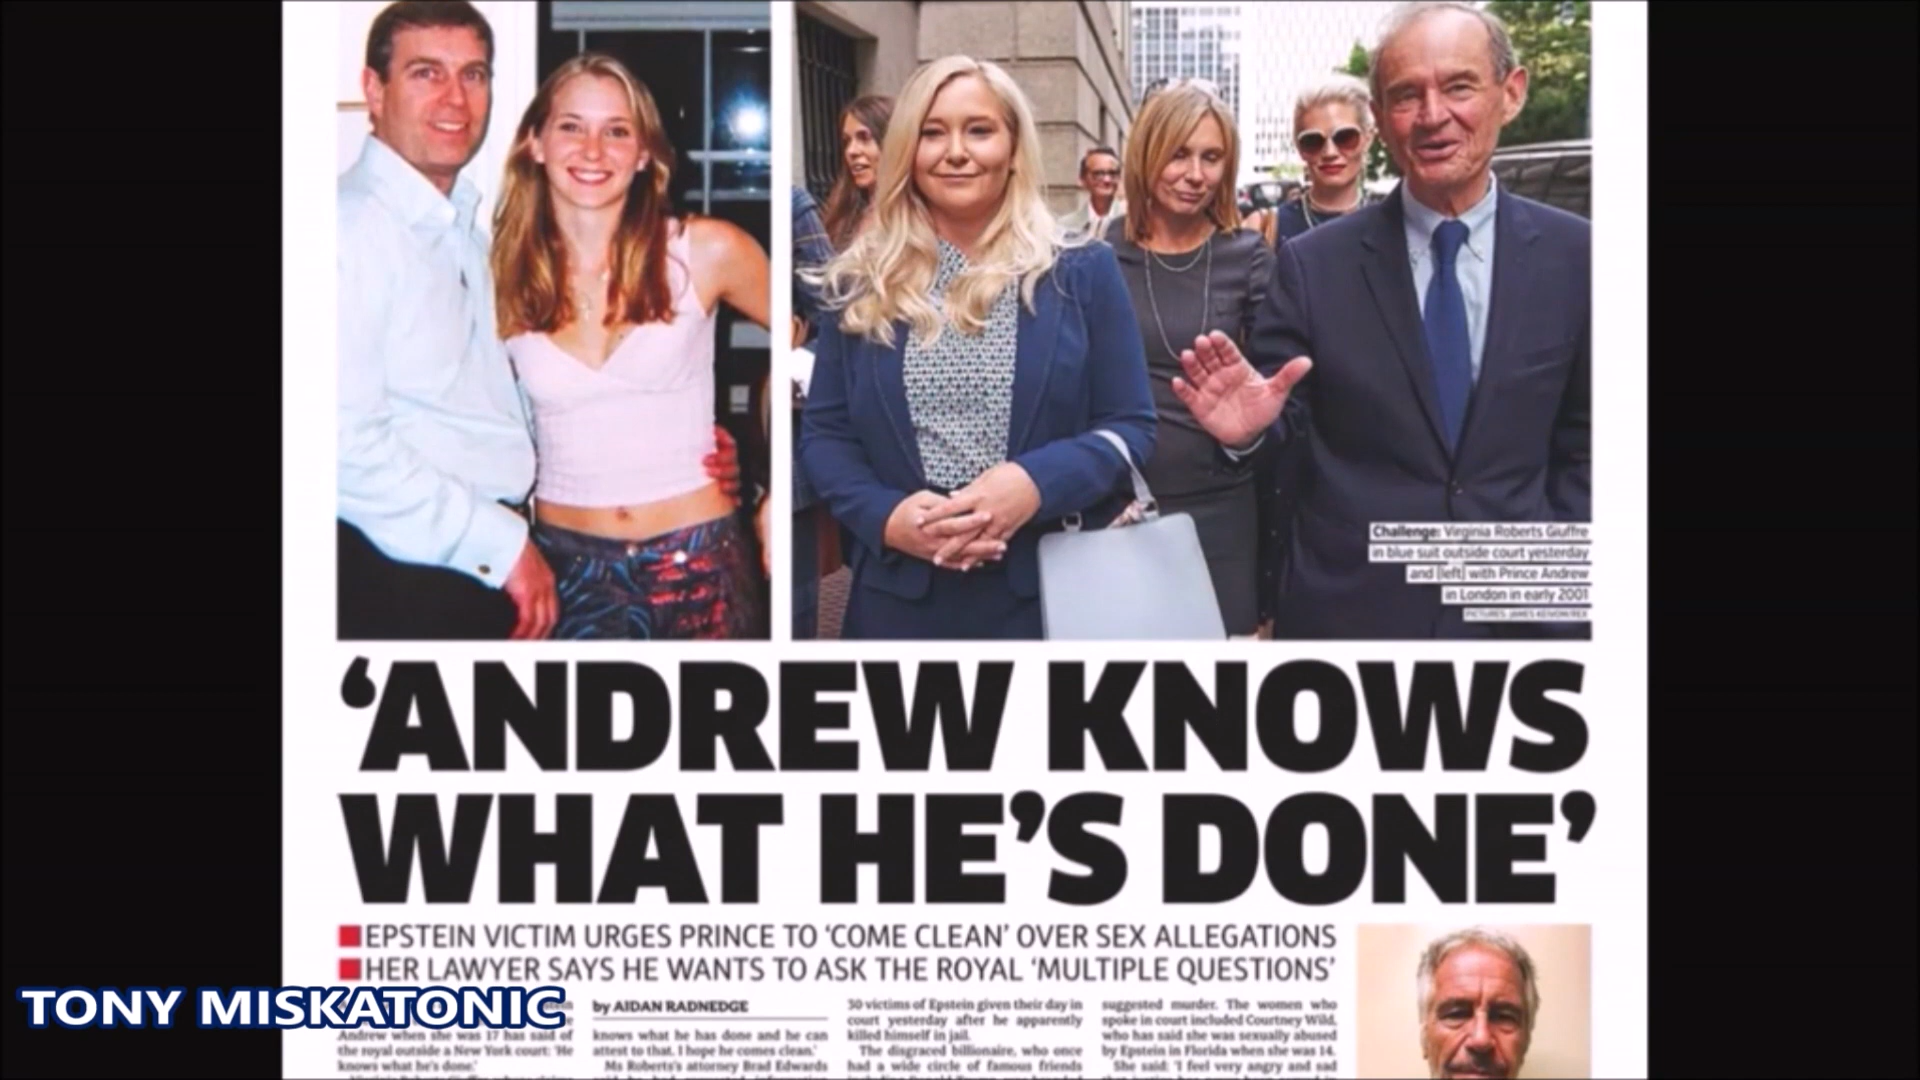 Challenge: Virginia Roberts Giuffre
in blue suit outside court yesterday
and [left] with Prince Andrew
in London in early 2001
‘ANDREW KNOWS
WHAT HE’S DONE’
EPSTEIN VICTIM URGES PRINCE TO ‘COME CLEAN’ OVER SEX ALLEGATIONS
HER LAWYER SAYS HE WANTS TO ASK THE ROYAL ‘MULTIPLE QUESTIONS’
TONY MISKATONIC
Andrew when she was 17 has said of
the royal outside a New York court: ‘He
knows what he’s done.’
by AIDAN RADNEDGE
knows what he has done and he can
attest to that. I hope he comes clean.’
Ms Roberts’s attorney Brad Edwards
30 victims of Epstein given their day in
court yesterday after he apparently
killed himself in jail.
The disgraced billionaire, who once
had a wide circle of famous friends
suggested murder. The women who
spoke in court included Courtney Wild,
who has said she was sexually abused
by Epstein in Florida when she was 14.
She said: ‘I feel very angry and sad